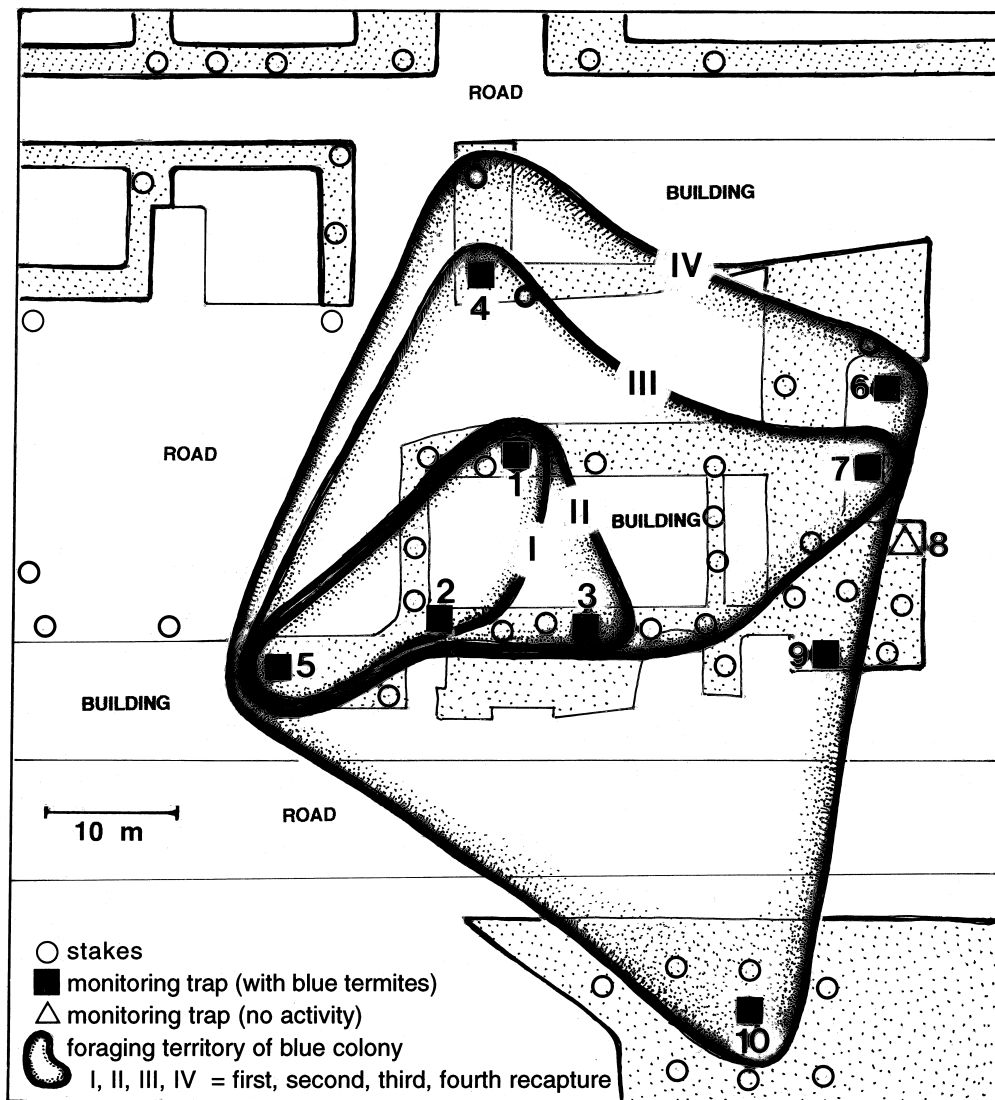 ROAD
BUILDING
IV
4
III
6
ROAD
7
1
II
BUILDING
I
8
2
3
9
5
BUILDING
ROAD
10 m
stakes
monitoring trap (with blue termites)
monitoring trap (no activity)
foraging territory of blue colony
I, II, III, IV = first, second, third, fourth recapture
10